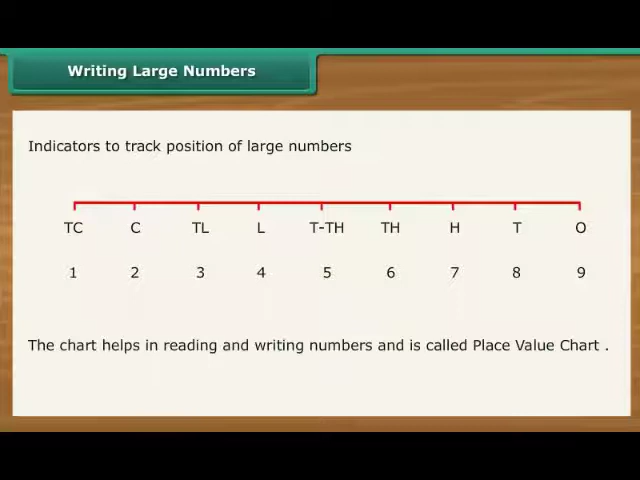 Writing Large Numbers
Indicators to track position of large numbers
TC C TL L T-TH TH H T O
1 2 3 4 5 6 7 8 9
The chart helps in reading and writing numbers and is called Place Value Chart .